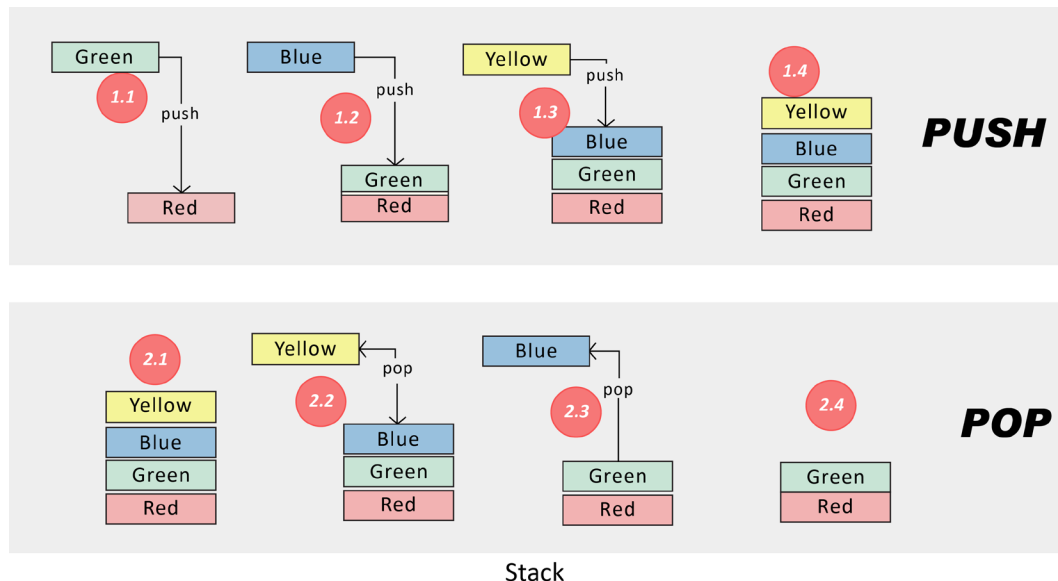 Green
1.1
push
Red
Blue
1.2
push
Green
Red
Yellow
push
1.3
Blue
Green
Red
1.4
Yellow
Blue
Green
Red
PUSH
2.1
Yellow
Blue
Green
Red
Yellow
pop
2.2
Blue
Green
Red
Blue
pop
2.3
Green
Red
2.4
Green
Red
POP
Stack